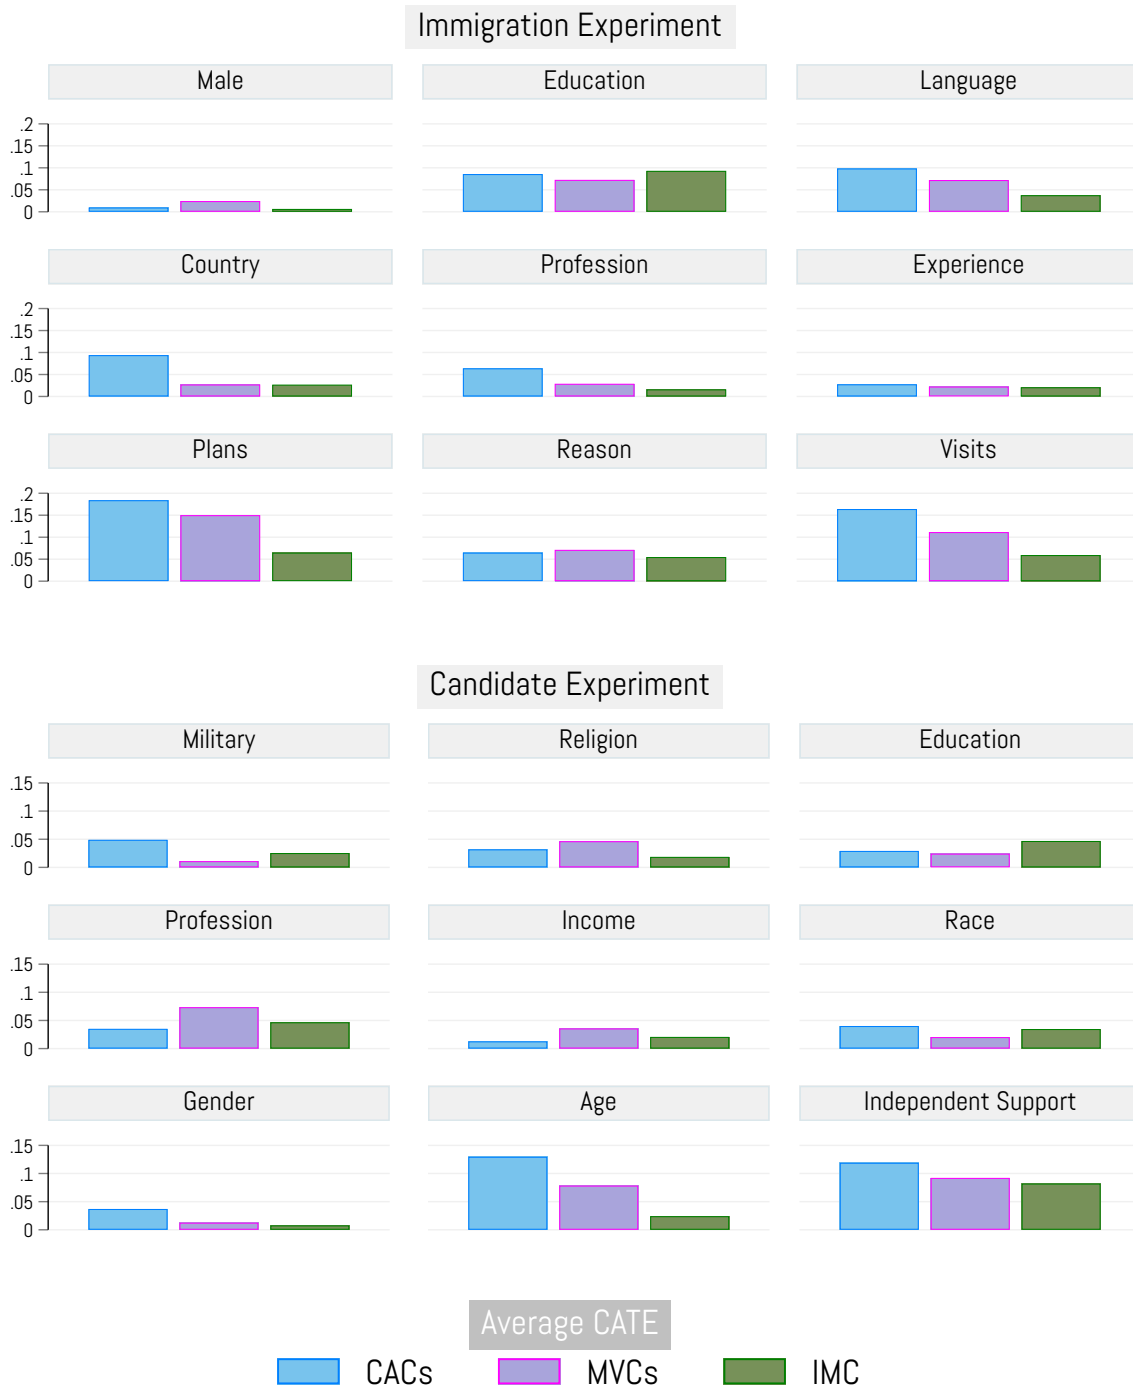 Immigration Experiment
Male Education Language
.2
.15
.1
.05
0
Country Profession Experience
.2
.15
.1
.05
0
Plans Reason Visits
.2
.15
.1
.05
0
Candidate Experiment
Military Religion Education
.15
.1
.05
0
Profession Income Race
.15
.1
.05
0
Gender Age Independent Support
.15
.1
.05
0
Average CATE
CACs MVCs IMC